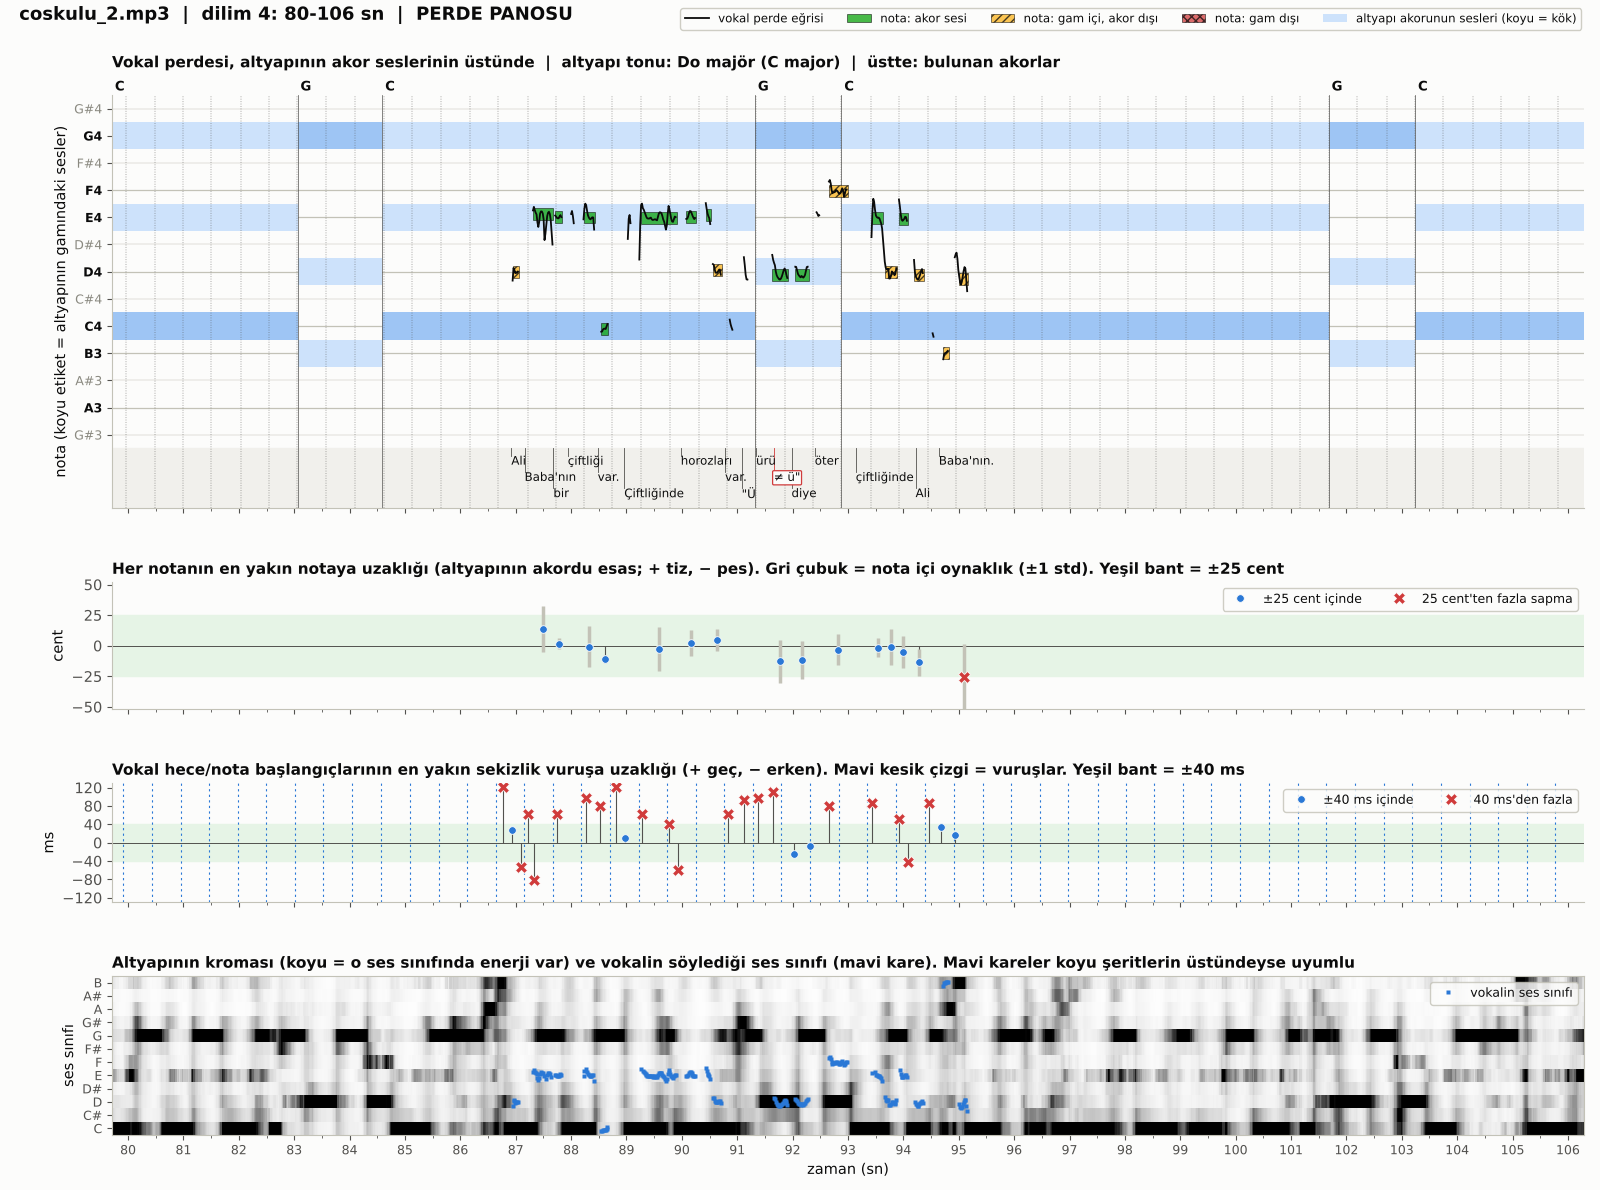 coskulu_2.mp3 | dilim 4: 80-106 sn | PERDE PANOSU
vokal perde eğrisi
nota: akor sesi
nota: gam içi, akor dışı
nota: gam dışı
altyapı akorunun sesleri (koyu = kök)
Vokal perdesi, altyapının akor seslerinin üstünde | altyapı tonu: Do majör (C major) | üstte: bulunan akorlar
C G C G C G C
nota (koyu etiket = altyapının gamındaki sesler)
G#4
G4
F#4
F4
E4
D#4
D4
C#4
C4
B3
A#3
A3
G#3
Ali çiftliği horozları ürü öter Baba'nın.
Baba'nın var. var. ≠ ü" çiftliğinde
bir Çiftliğinde "Ü diye Ali
Her notanın en yakın notaya uzaklığı (altyapının akordu esas; + tiz, − pes). Gri çubuk = nota içi oynaklık (±1 std). Yeşil bant = ±25 cent
±25 cent içinde
25 cent'ten fazla sapma
cent
50
25
0
−25
−50
Vokal hece/nota başlangıçlarının en yakın sekizlik vuruşa uzaklığı (+ geç, − erken). Mavi kesik çizgi = vuruşlar. Yeşil bant = ±40 ms
±40 ms içinde
40 ms'den fazla
ms
120
80
40
0
−40
−80
−120
Altyapının kroması (koyu = o ses sınıfında enerji var) ve vokalin söylediği ses sınıfı (mavi kare). Mavi kareler koyu şeritlerin üstündeyse uyumlu
vokalin ses sınıfı
ses sınıfı
B
A#
A
G#
G
F#
F
E
D#
D
C#
C
80 81 82 83 84 85 86 87 88 89 90 91 92 93 94 95 96 97 98 99 100 101 102 103 104 105 106
zaman (sn)